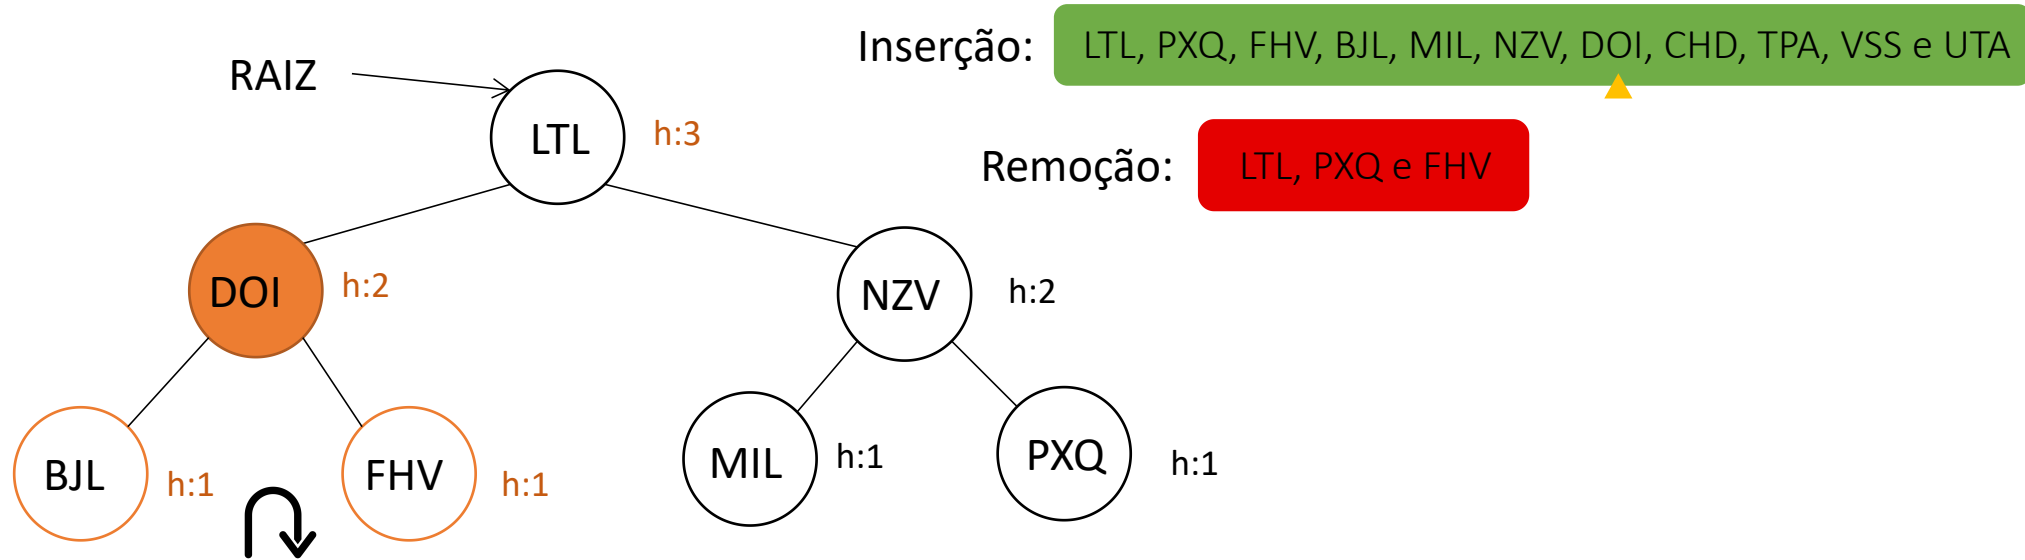 Inserção: LTL, PXQ, FHV, BJL, MIL, NZV, DOI, CHD, TPA, VSS e UTA
RAIZ
LTL h:3
Remoção: LTL, PXQ e FHV
DOI h:2
NZV h:2
BJL h:1
FHV h:1
MIL h:1
PXQ h:1